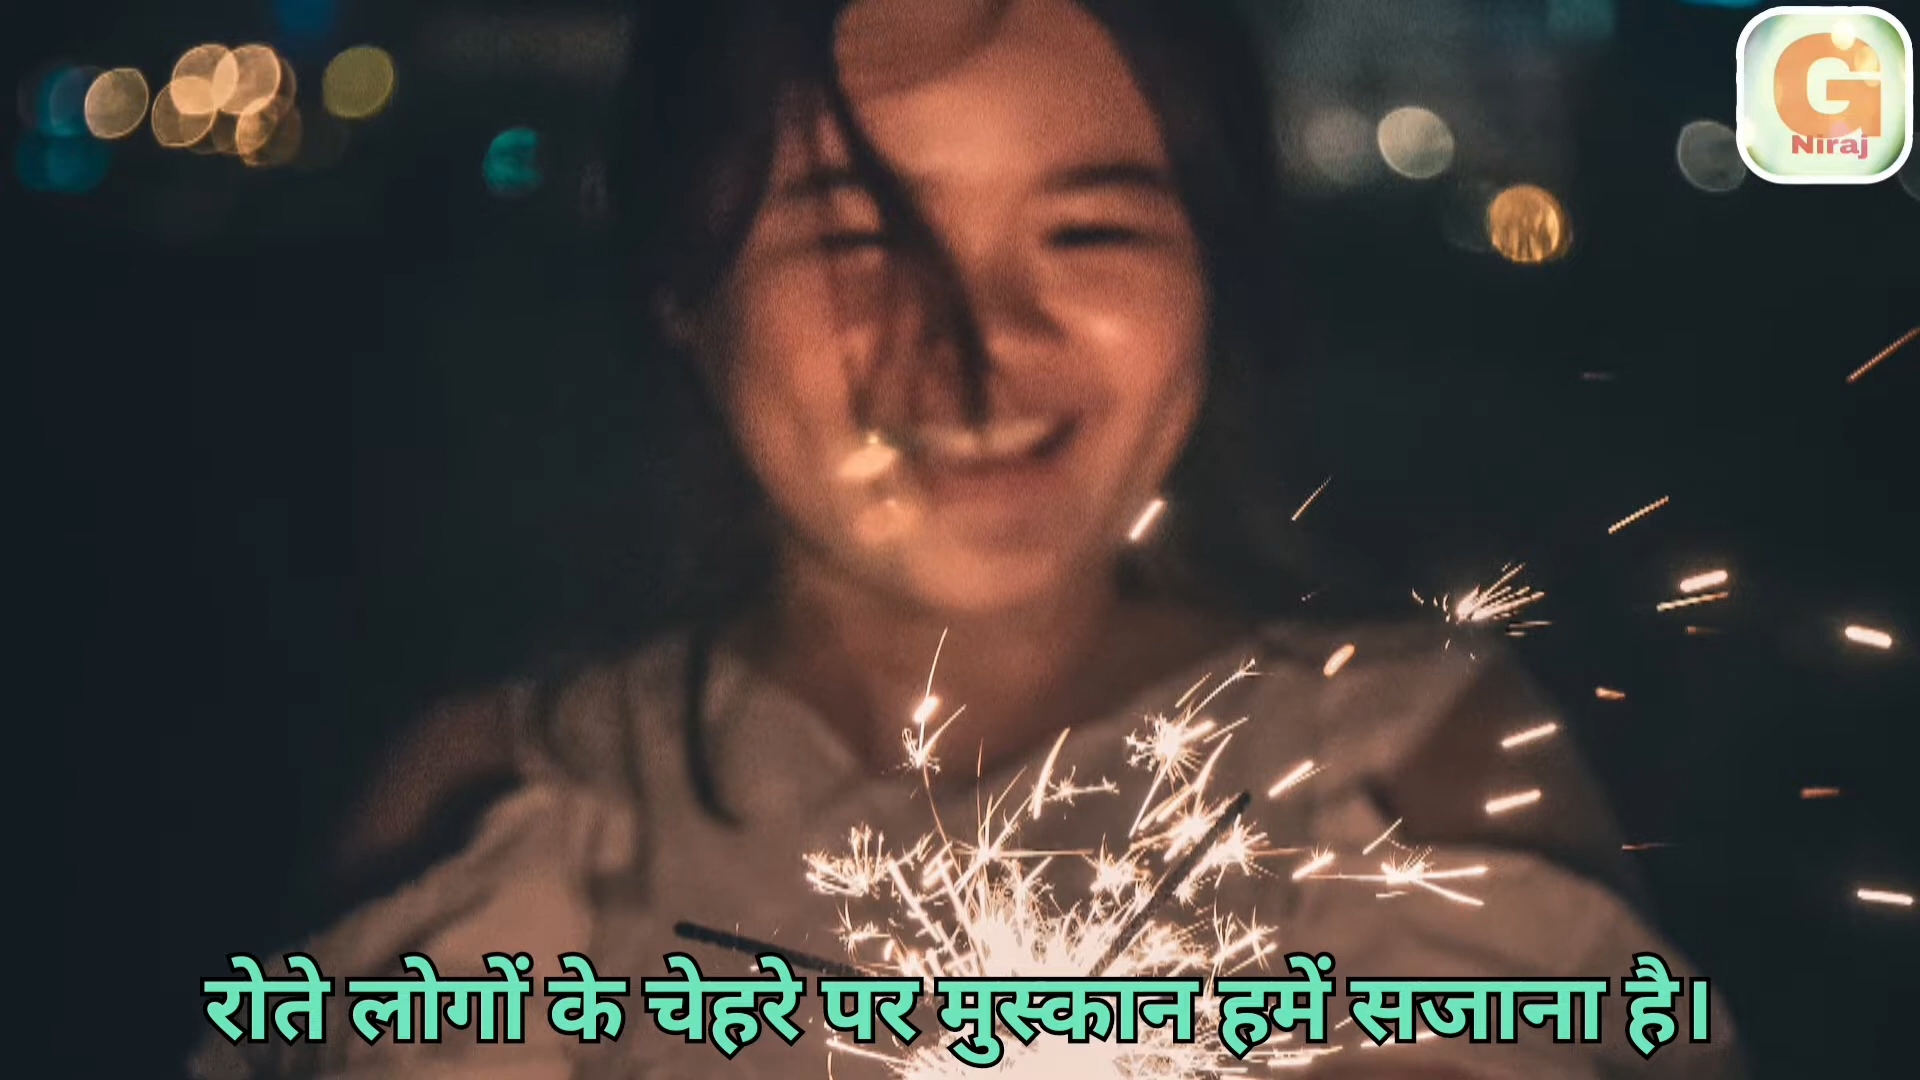 G
Niraj
रोते लोगों के चेहरे पर मुस्कान हमें सजाना है।